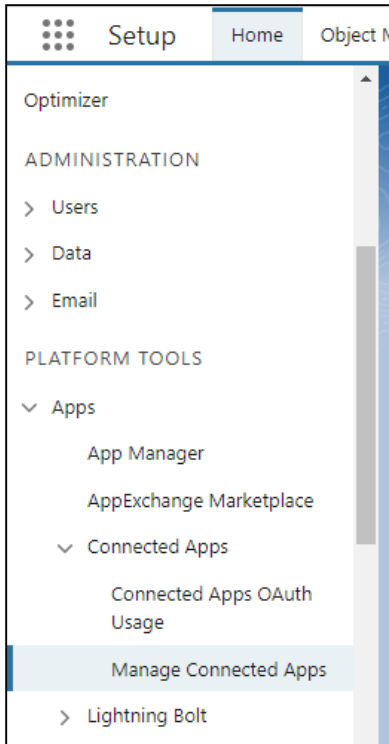 Setup
Home
Object
Optimizer
ADMINISTRATION
Users
Data
Email
PLATFORM TOOLS
Apps
App Manager
AppExchange Marketplace
Connected Apps
Connected Apps OAuth
Usage
Manage Connected Apps
Lightning Bolt